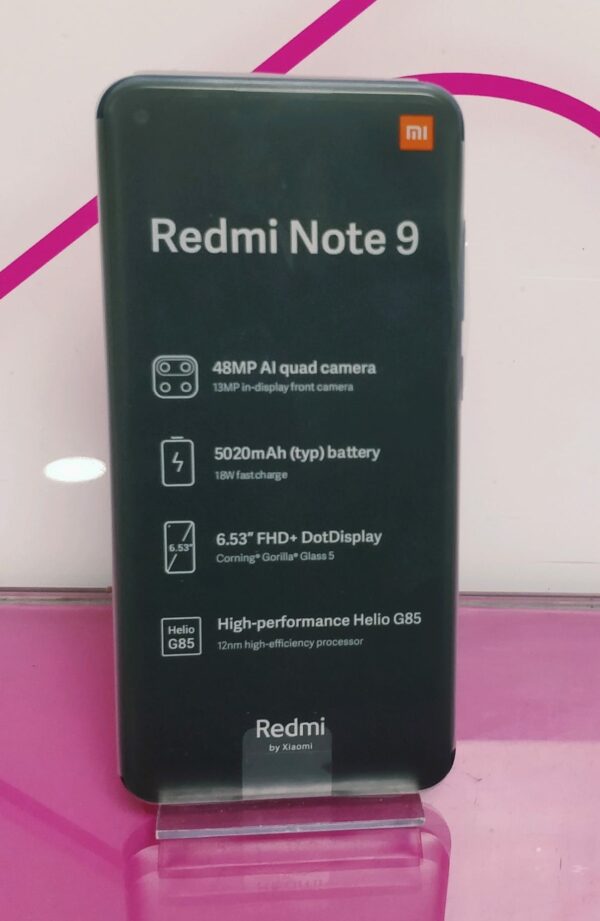 mi
Redmi Note 9
48MP AI quad camera
13MP in-display front camera
5020mAh (typ) battery
18W fast charge
6.53"
6.53” FHD+ DotDisplay
Corning® Gorilla® Glass 5
Helio
G85
High-performance Helio G85
12nm high-efficiency processor
Redmi
by Xiaomi